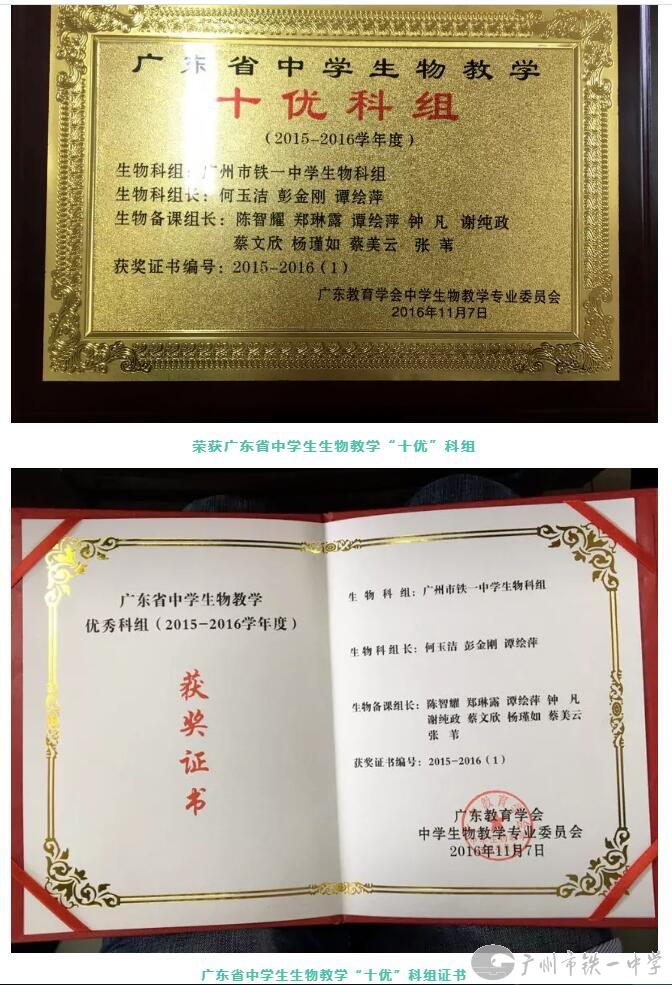 广东省中学生物教学
十优科组
(2015-2016学年度)
生物科组:广州市铁一中学生物科组
生物科组长:何玉洁 彭金刚 谭绘萍
生物备课组长:陈智耀 郑琳露 谭绘萍 钟 凡 谢纯政
蔡文欣 杨瑾如 蔡美云 张 苇
获奖证书编号:2015-2016(1)
广东教育学会中学生物教学专业委员会
2016年11月7日
荣获广东省中学生生物教学“十优”科组
广东省中学生物教学
优秀科组(2015-2016学年度)
获奖证书
生 物 科 组:广州市铁一中学生物科组
生物科组长:何玉洁 彭金刚 谭绘萍
生物备课组长:陈智耀 郑琳露 谭绘萍 钟 凡
谢纯政 蔡文欣 杨瑾如 蔡美云
张 苇
获奖证书编号:2015-2016(1)
广东教育学会
中学生物教学专业委员会
2016年11月7日
广东省中学生生物教学“十优”科组证书
广州市铁一中学